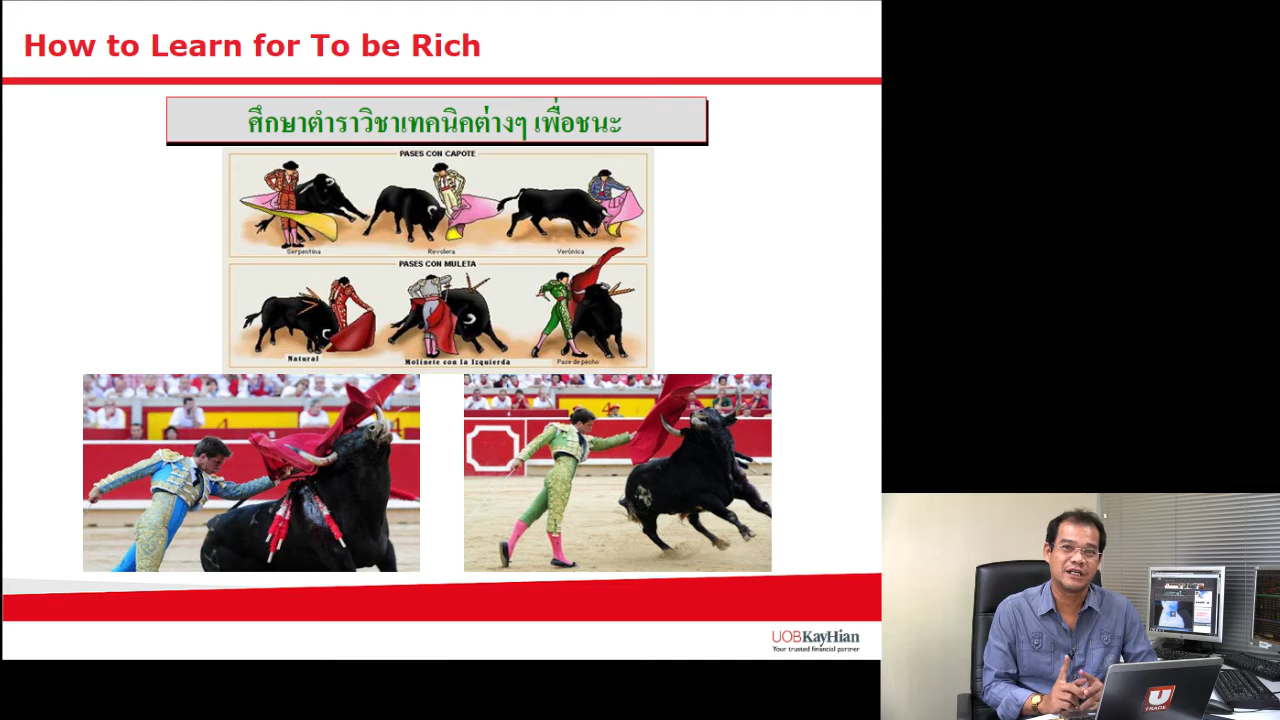 How to Learn for To be Rich
ศึกษาตำราวิชาเทคนิคต่างๆ เพื่อชนะ
PASES CON CAPOTE
Serpentina
Revolera
Verónica
PASES CON MULETA
Natural
Molinete con la Izquierda
Pase de pecho
UOBKayHian
Your trusted financial partner
U
TRADE